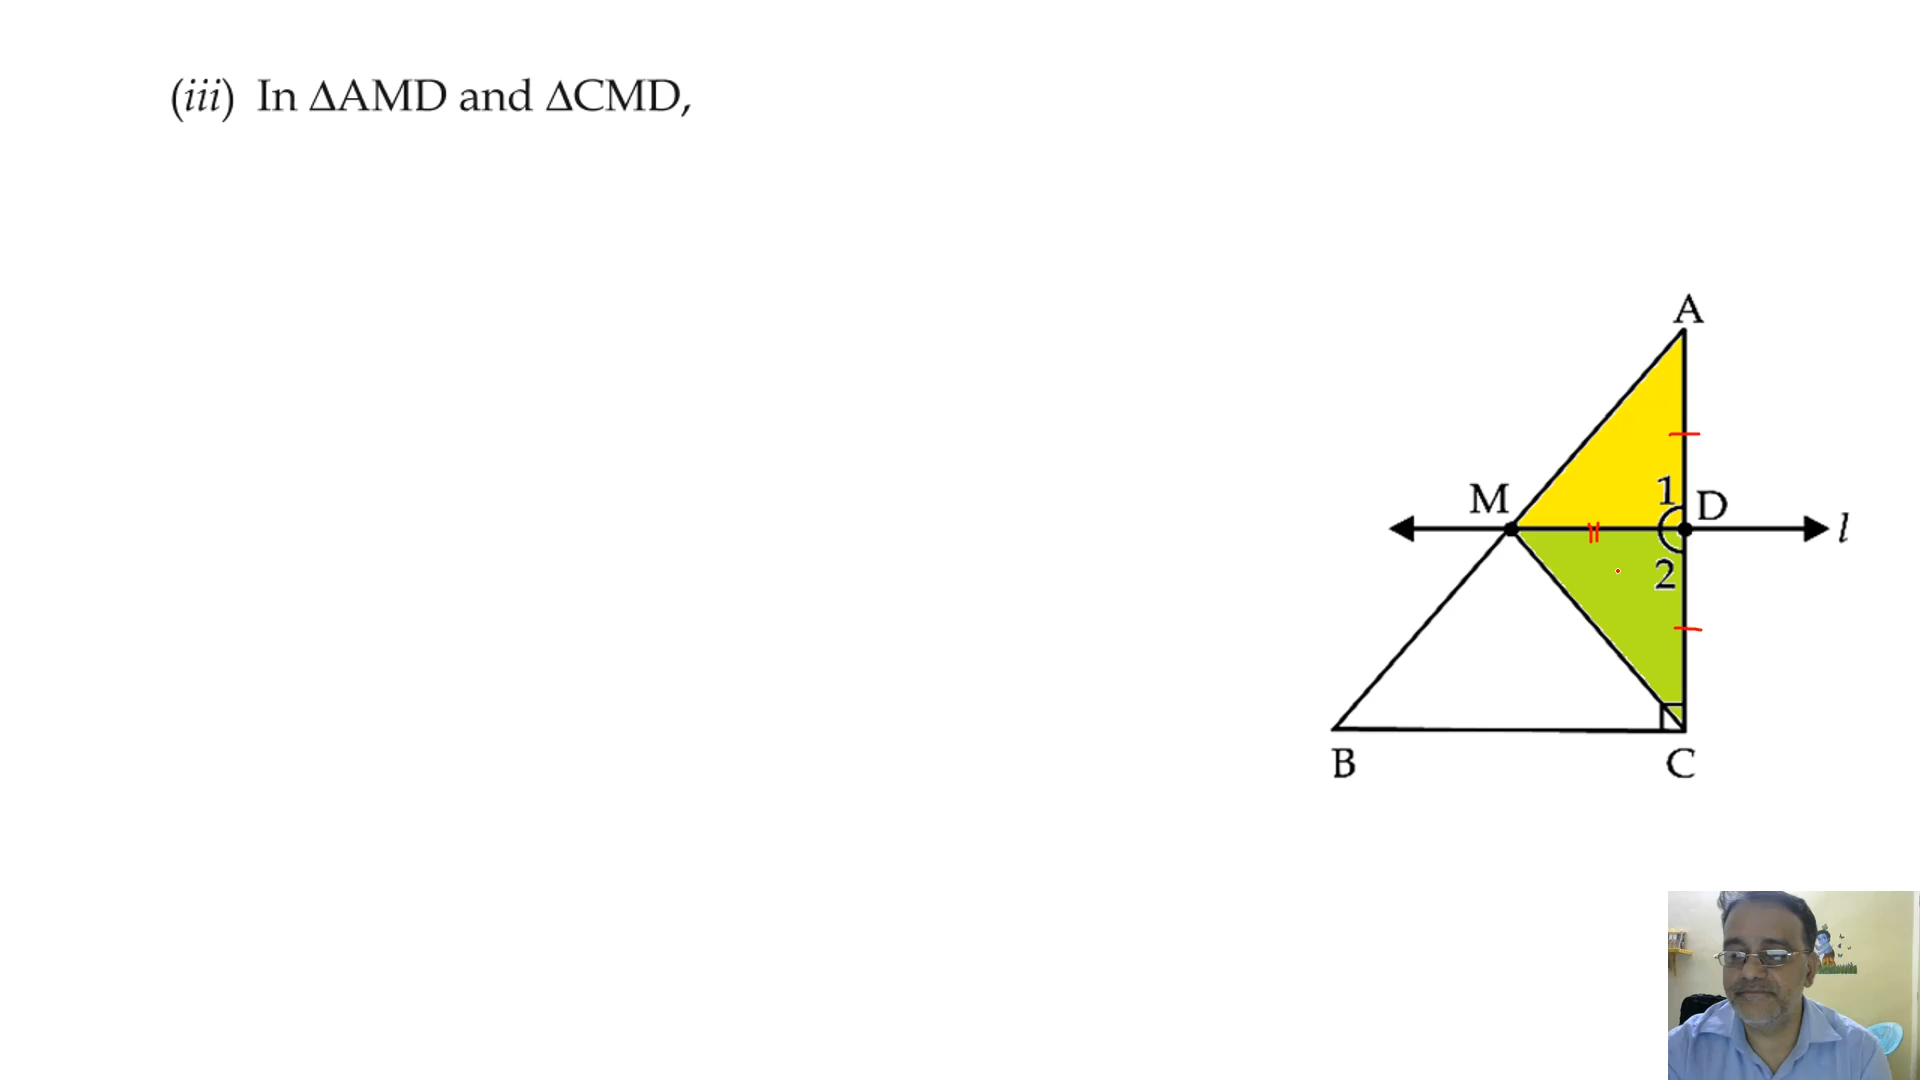 (iii) In ΔAMD and ΔCMD,
A
1
M
D
l
2
B
C